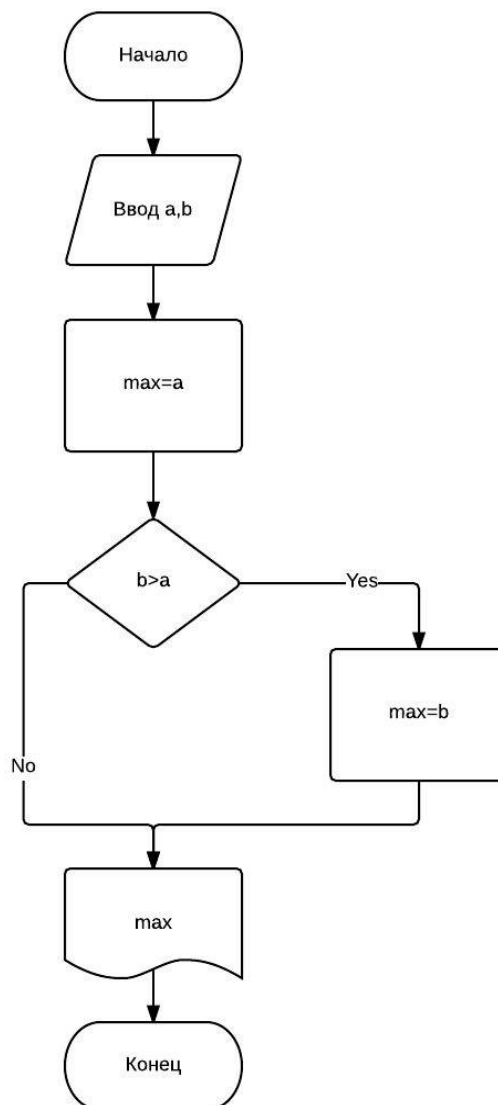 Начало
Ввод a,b
max=a
b>a
Yes
max=b
No
max
Конец